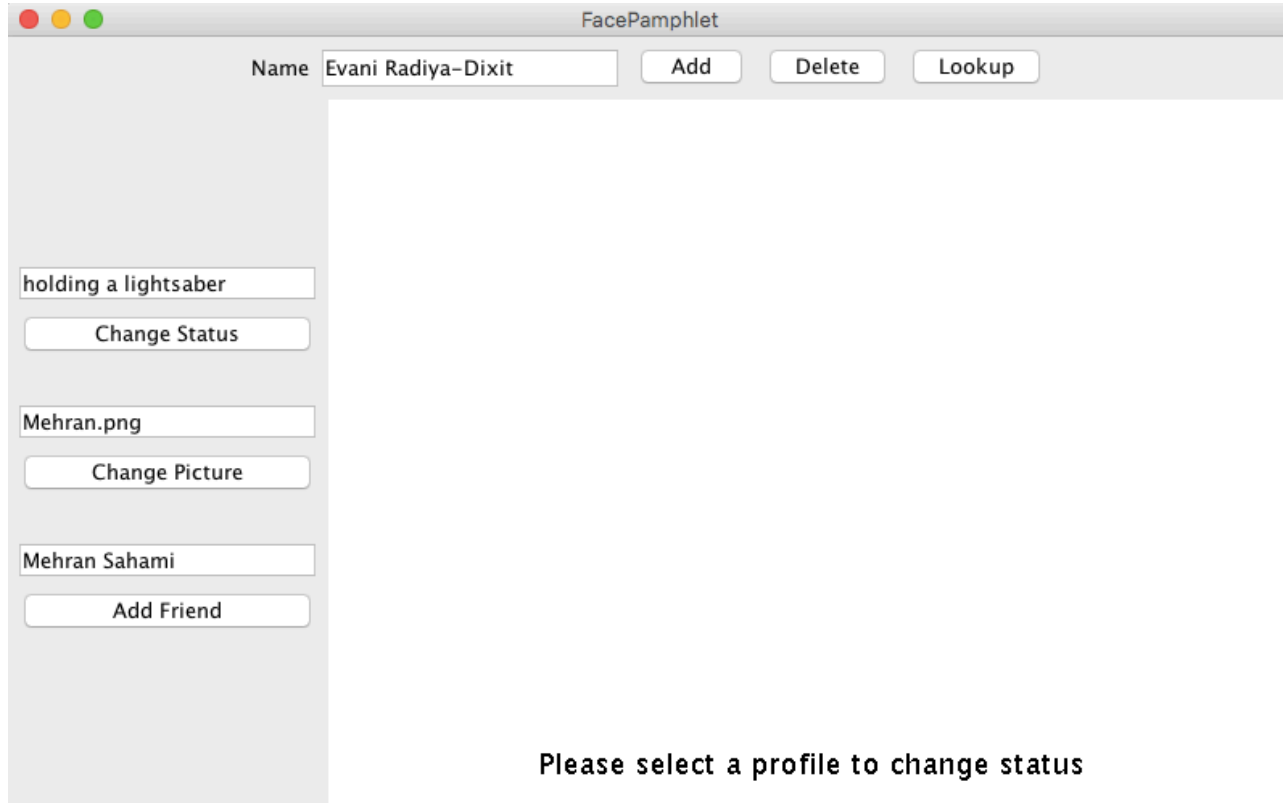 FacePamphlet
Name Evani Radiya-Dixit Add Delete Lookup
holding a lightsaber
Change Status
Mehran.png
Change Picture
Mehran Sahami
Add Friend
Please select a profile to change status